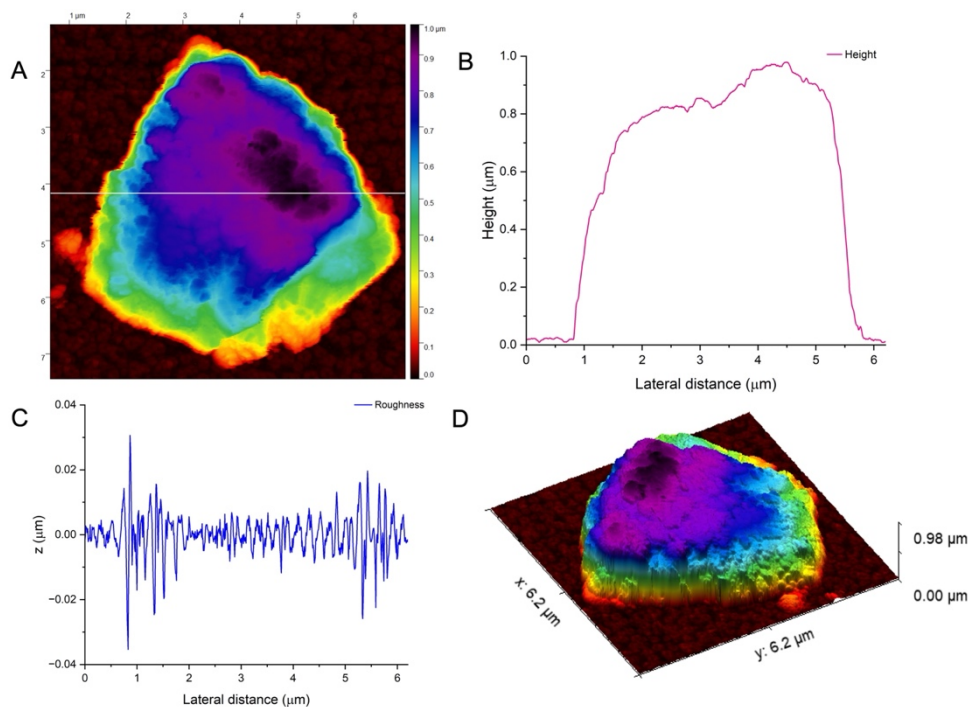 A
1 μm 2 3 4 5 6
2
3
4
5
6
7
1.0 μm
0.9
0.8
0.7
0.6
0.5
0.4
0.3
0.2
0.1
0.0
B
Height
1.0
0.8
0.6
0.4
0.2
0.0
Height (μm)
0 1 2 3 4 5 6
Lateral distance (μm)
C
Roughness
0.04
0.02
0.00
−0.02
−0.04
z (μm)
0 1 2 3 4 5 6
Lateral distance (μm)
D
0.98 μm
0.00 μm
x: 6.2 μm
y: 6.2 μm